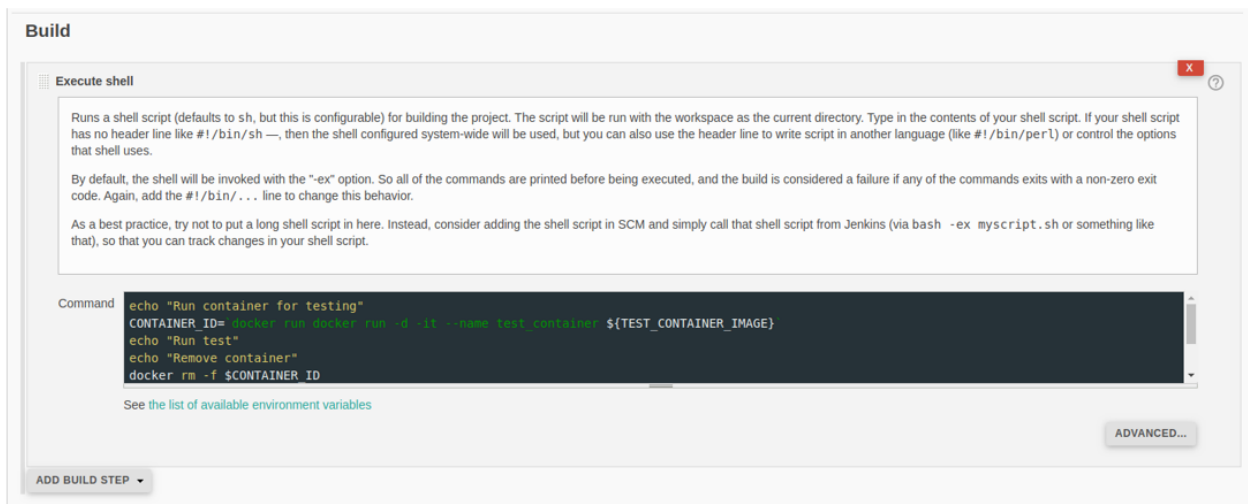 Build
X
Execute shell
Runs a shell script (defaults to sh, but this is configurable) for building the project. The script will be run with the workspace as the current directory. Type in the contents of your shell script. If your shell script
has no header line like #!/bin/sh —, then the shell configured system-wide will be used, but you can also use the header line to write script in another language (like #!/bin/perl) or control the options
that shell uses.
By default, the shell will be invoked with the "-ex" option. So all of the commands are printed before being executed, and the build is considered a failure if any of the commands exits with a non-zero exit
code. Again, add the #!/bin/... line to change this behavior.
As a best practice, try not to put a long shell script in here. Instead, consider adding the shell script in SCM and simply call that shell script from Jenkins (via bash -ex myscript.sh or something like
that), so that you can track changes in your shell script.
Command
echo "Run container for testing"
CONTAINER_ID=`docker run docker run -d -it --name test_container ${TEST_CONTAINER_IMAGE}`
echo "Run test"
echo "Remove container"
docker rm -f $CONTAINER_ID
See the list of available environment variables
ADVANCED...
ADD BUILD STEP